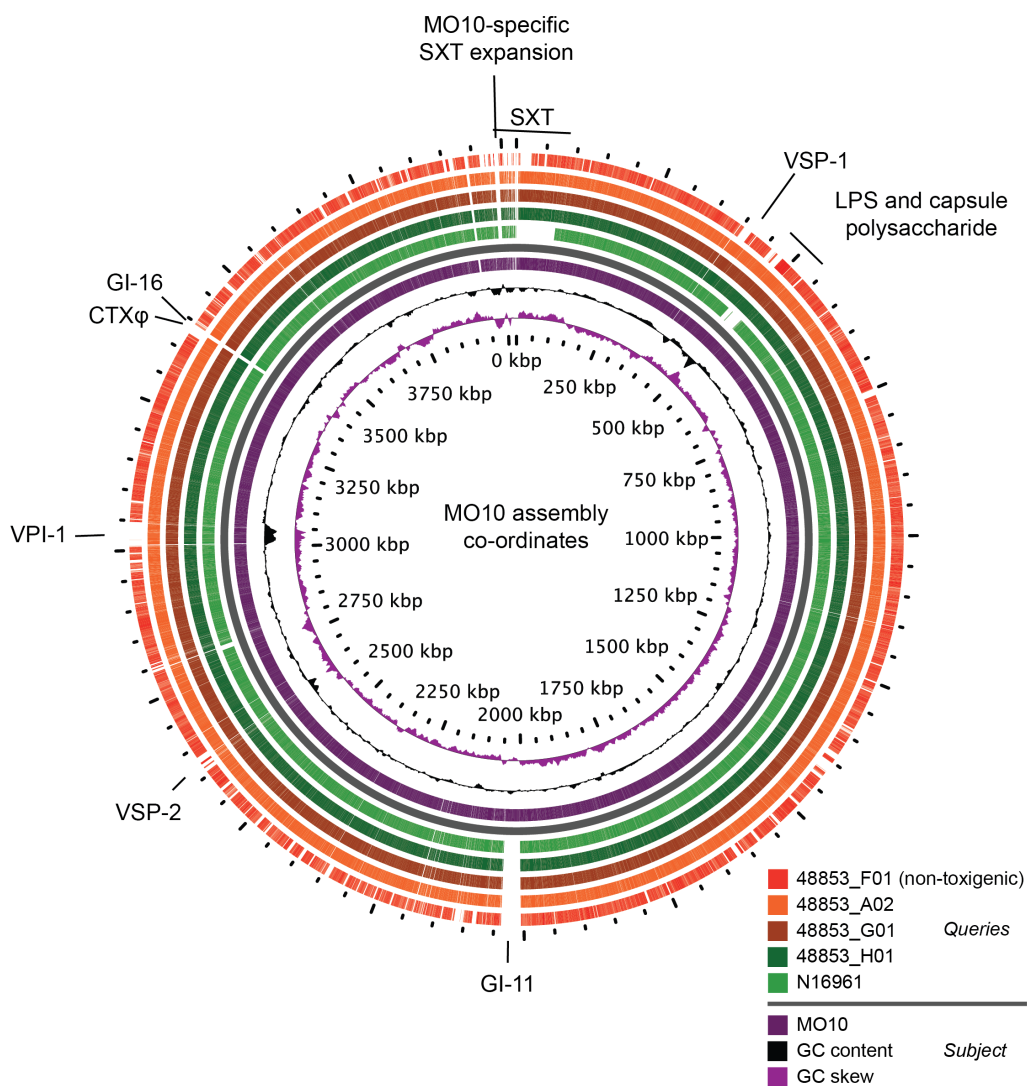 MO10-specific
SXT expansion
SXT
VSP-1
LPS and capsule
polysaccharide
GI-16
CTXφ
VPI-1
VSP-2
GI-11
0 kbp
250 kbp
500 kbp
750 kbp
1000 kbp
1250 kbp
1500 kbp
1750 kbp
2000 kbp
2250 kbp
2500 kbp
2750 kbp
3000 kbp
3250 kbp
3500 kbp
3750 kbp
MO10 assembly
co-ordinates
48853_F01 (non-toxigenic)
48853_A02
48853_G01
Queries
48853_H01
N16961
MO10
GC content
Subject
GC skew